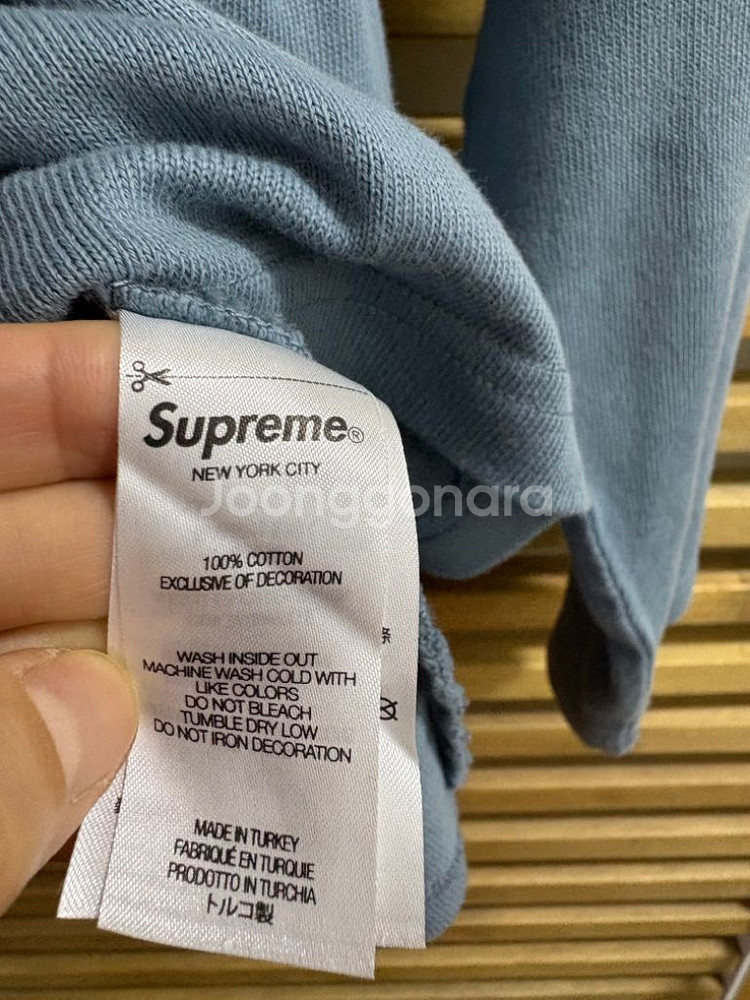 Supreme®
NEW YORK CITY
Joonggonara
100% COTTON
EXCLUSIVE OF DECORATION
WASH INSIDE OUT
MACHINE WASH COLD WITH
LIKE COLORS
DO NOT BLEACH
TUMBLE DRY LOW
DO NOT IRON DECORATION
MADE IN TURKEY
FABRIQUÉ EN TURQUIE
PRODOTTO IN TURCHIA
トルコ製